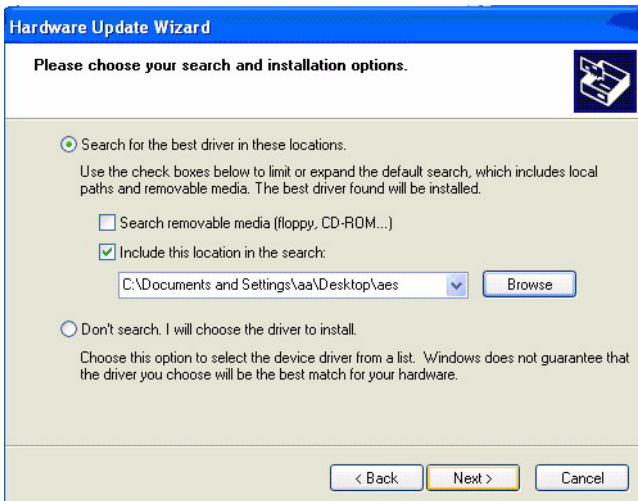 Hardware Update Wizard
Please choose your search and installation options.
Search for the best driver in these locations.
Use the check boxes below to limit or expand the default search, which includes local
paths and removable media. The best driver found will be installed.
Search removable media (floppy, CD-ROM...)
Include this location in the search:
C:\Documents and Settings\aa\Desktop\aes
Browse
Don't search. I will choose the driver to install.
Choose this option to select the device driver from a list. Windows does not guarantee that
the driver you choose will be the best match for your hardware.
< Back Next > Cancel